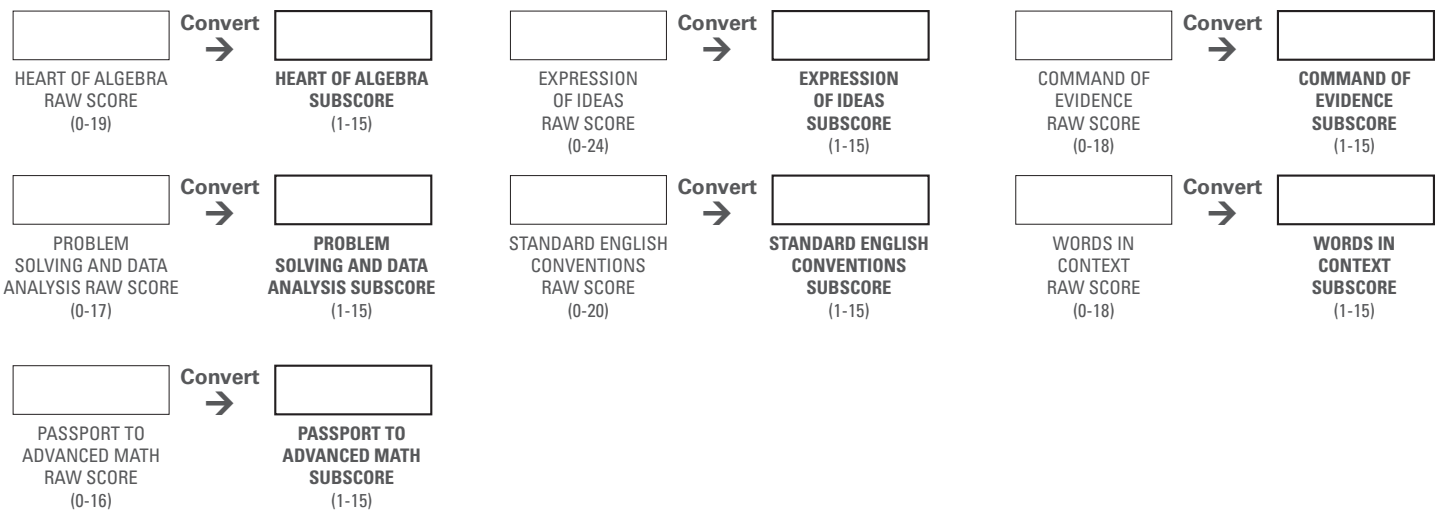 Convert
→
HEART OF ALGEBRA
RAW SCORE
(0-19)
HEART OF ALGEBRA
SUBSCORE
(1-15)
Convert
→
EXPRESSION
OF IDEAS
RAW SCORE
(0-24)
EXPRESSION
OF IDEAS
SUBSCORE
(1-15)
Convert
→
COMMAND OF
EVIDENCE
RAW SCORE
(0-18)
COMMAND OF
EVIDENCE
SUBSCORE
(1-15)
Convert
→
PROBLEM
SOLVING AND DATA
ANALYSIS RAW SCORE
(0-17)
PROBLEM
SOLVING AND DATA
ANALYSIS SUBSCORE
(1-15)
Convert
→
STANDARD ENGLISH
CONVENTIONS
RAW SCORE
(0-20)
STANDARD ENGLISH
CONVENTIONS
SUBSCORE
(1-15)
Convert
→
WORDS IN
CONTEXT
RAW SCORE
(0-18)
WORDS IN
CONTEXT
SUBSCORE
(1-15)
Convert
→
PASSPORT TO
ADVANCED MATH
RAW SCORE
(0-16)
PASSPORT TO
ADVANCED MATH
SUBSCORE
(1-15)